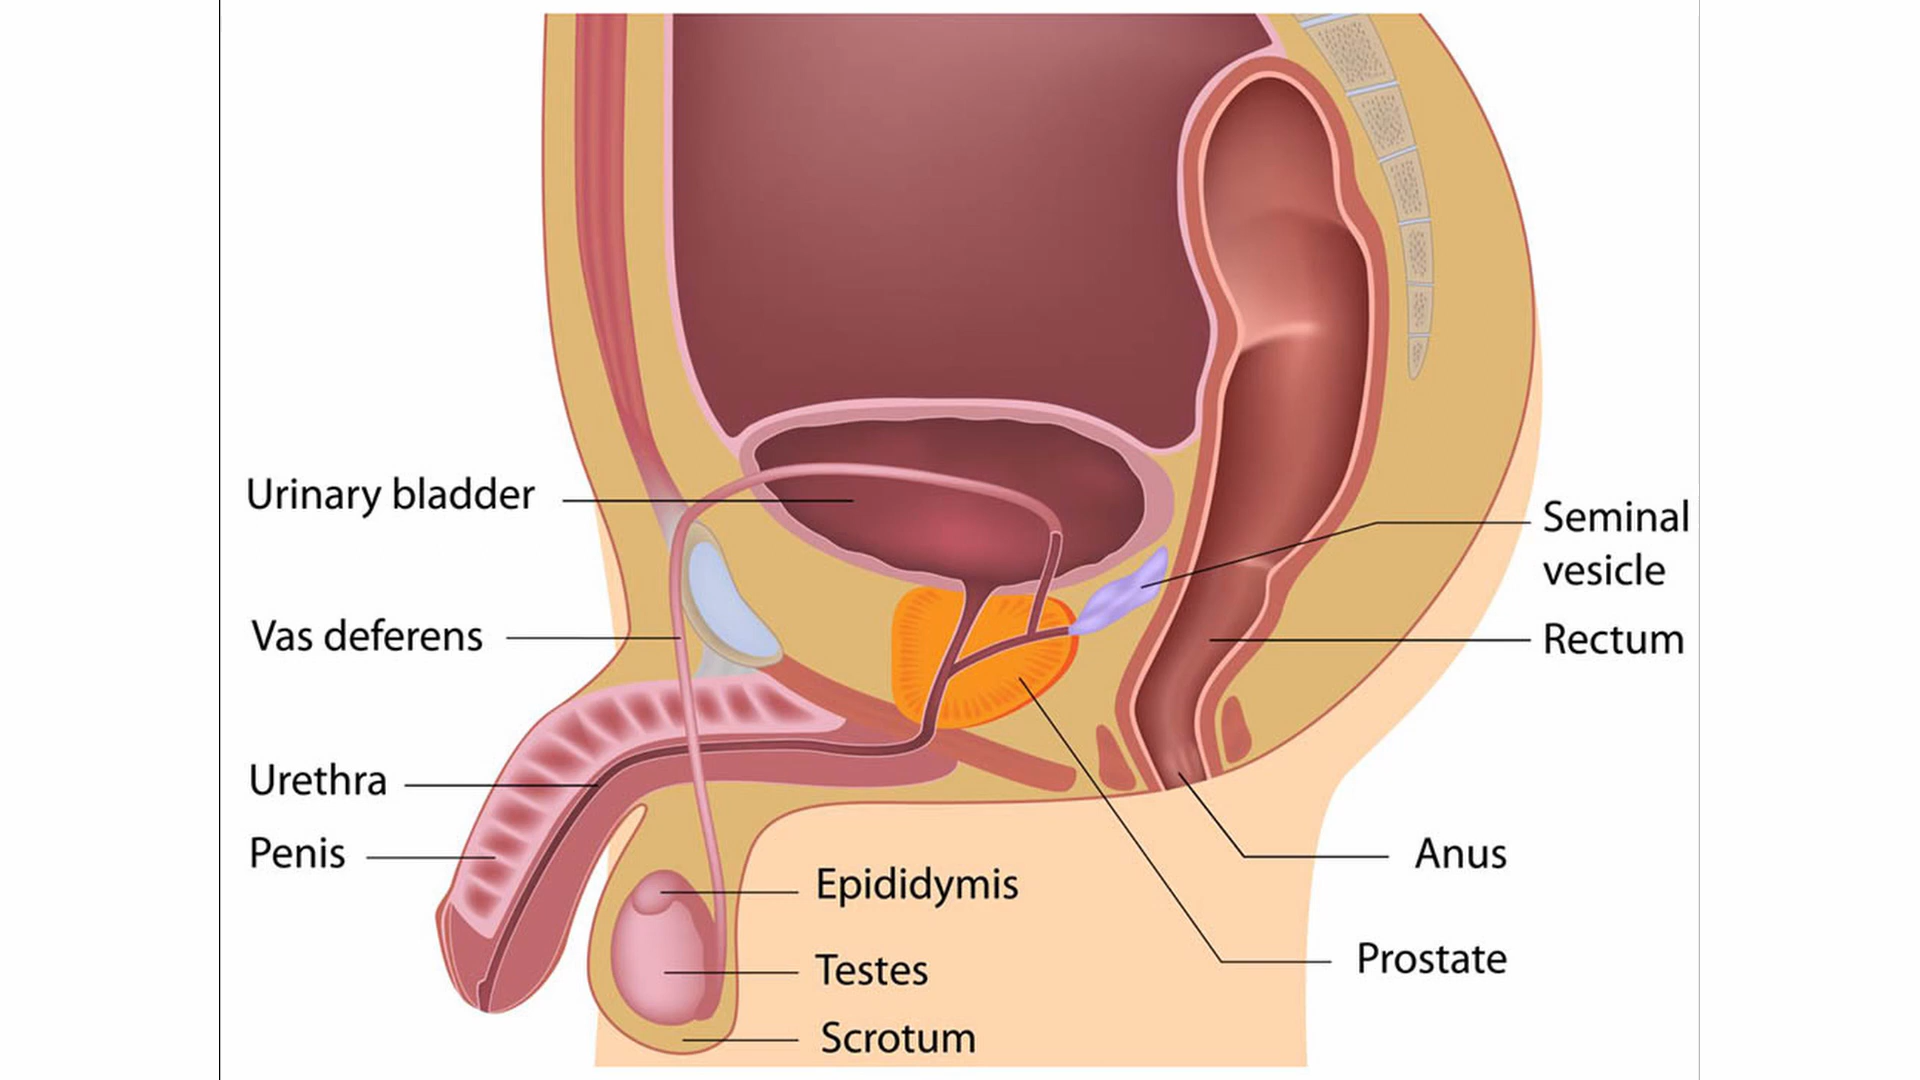 Urinary bladder
Vas deferens
Urethra
Penis
Epididymis
Testes
Scrotum
Seminal
vesicle
Rectum
Anus
Prostate